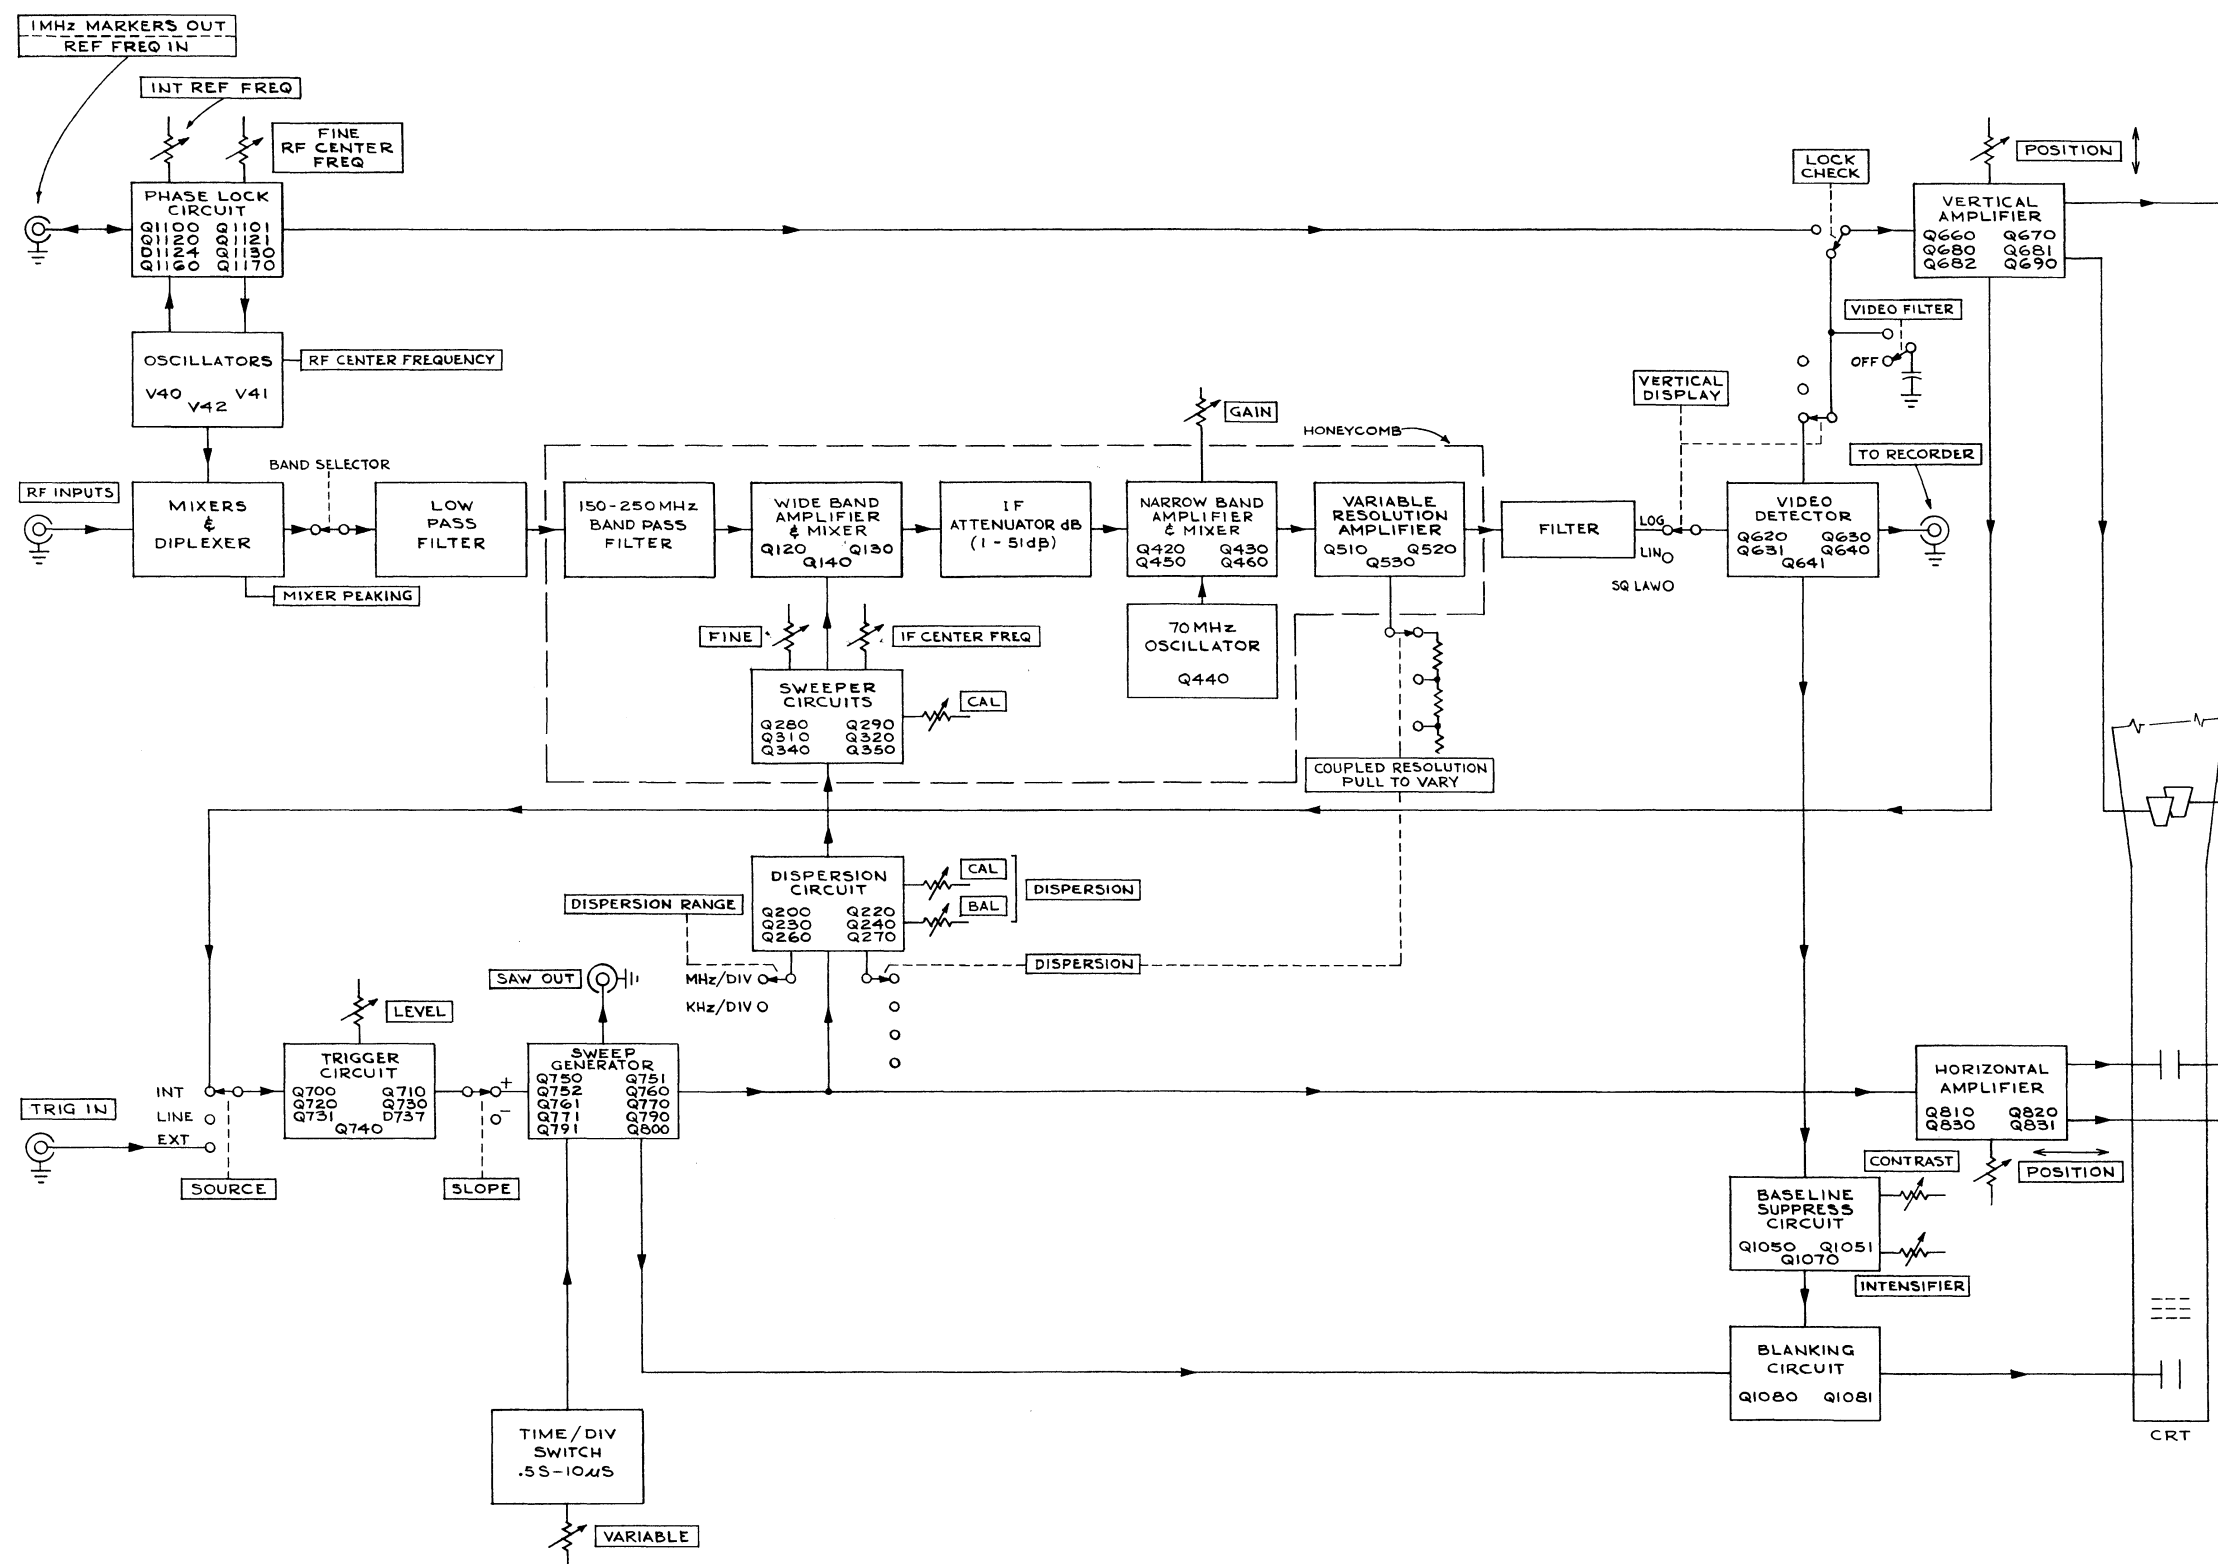 1MHz MARKERS OUT
REF FREQ IN
INT REF FREQ
FINE
RF CENTER
FREQ
PHASE LOCK
CIRCUIT
Q1100 Q1101
Q1120 Q1121
D1124 Q1130
Q1160 Q1170
LOCK
CHECK
POSITION
VERTICAL
AMPLIFIER
Q660 Q670
Q680 Q681
Q682 Q690
OSCILLATORS
V40 V41
V42
RF CENTER FREQUENCY
VIDEO FILTER
OFF
VERTICAL
DISPLAY
GAIN
HONEYCOMB
TO RECORDER
RF INPUTS
MIXERS
&
DIPLEXER
BAND SELECTOR
LOW
PASS
FILTER
150-250MHz
BAND PASS
FILTER
WIDE BAND
AMPLIFIER
& MIXER
Q120 Q130
Q140
IF
ATTENUATOR dB
(1-51dB)
NARROW BAND
AMPLIFIER
& MIXER
Q420 Q430
Q450 Q460
VARIABLE
RESOLUTION
AMPLIFIER
Q510 Q520
Q530
FILTER
LOG
LIN
SQ LAW
VIDEO
DETECTOR
Q620 Q630
Q631 Q640
Q641
MIXER PEAKING
FINE
IF CENTER FREQ
70MHz
OSCILLATOR
Q440
SWEEPER
CIRCUITS
Q280 Q290
Q310 Q320
Q340 Q350
CAL
COUPLED RESOLUTION
PULL TO VARY
DISPERSION
CIRCUIT
Q200 Q220
Q230 Q240
Q260 Q270
CAL
BAL
DISPERSION
DISPERSION RANGE
MHz/DIV
KHz/DIV
DISPERSION
SAW OUT
LEVEL
TRIGGER
CIRCUIT
Q700 Q710
Q720 Q730
Q731 D737
Q740
INT
LINE
EXT
TRIG IN
SOURCE
+
-
SLOPE
SWEEP
GENERATOR
Q750 Q751
Q752 Q760
Q761 Q770
Q771 Q790
Q791 Q800
HORIZONTAL
AMPLIFIER
Q810 Q820
Q830 Q831
POSITION
CONTRAST
BASELINE
SUPPRESS
CIRCUIT
Q1050 Q1051
Q1070
INTENSIFIER
BLANKING
CIRCUIT
Q1080 Q1081
CRT
TIME/DIV
SWITCH
.5S-10µS
VARIABLE